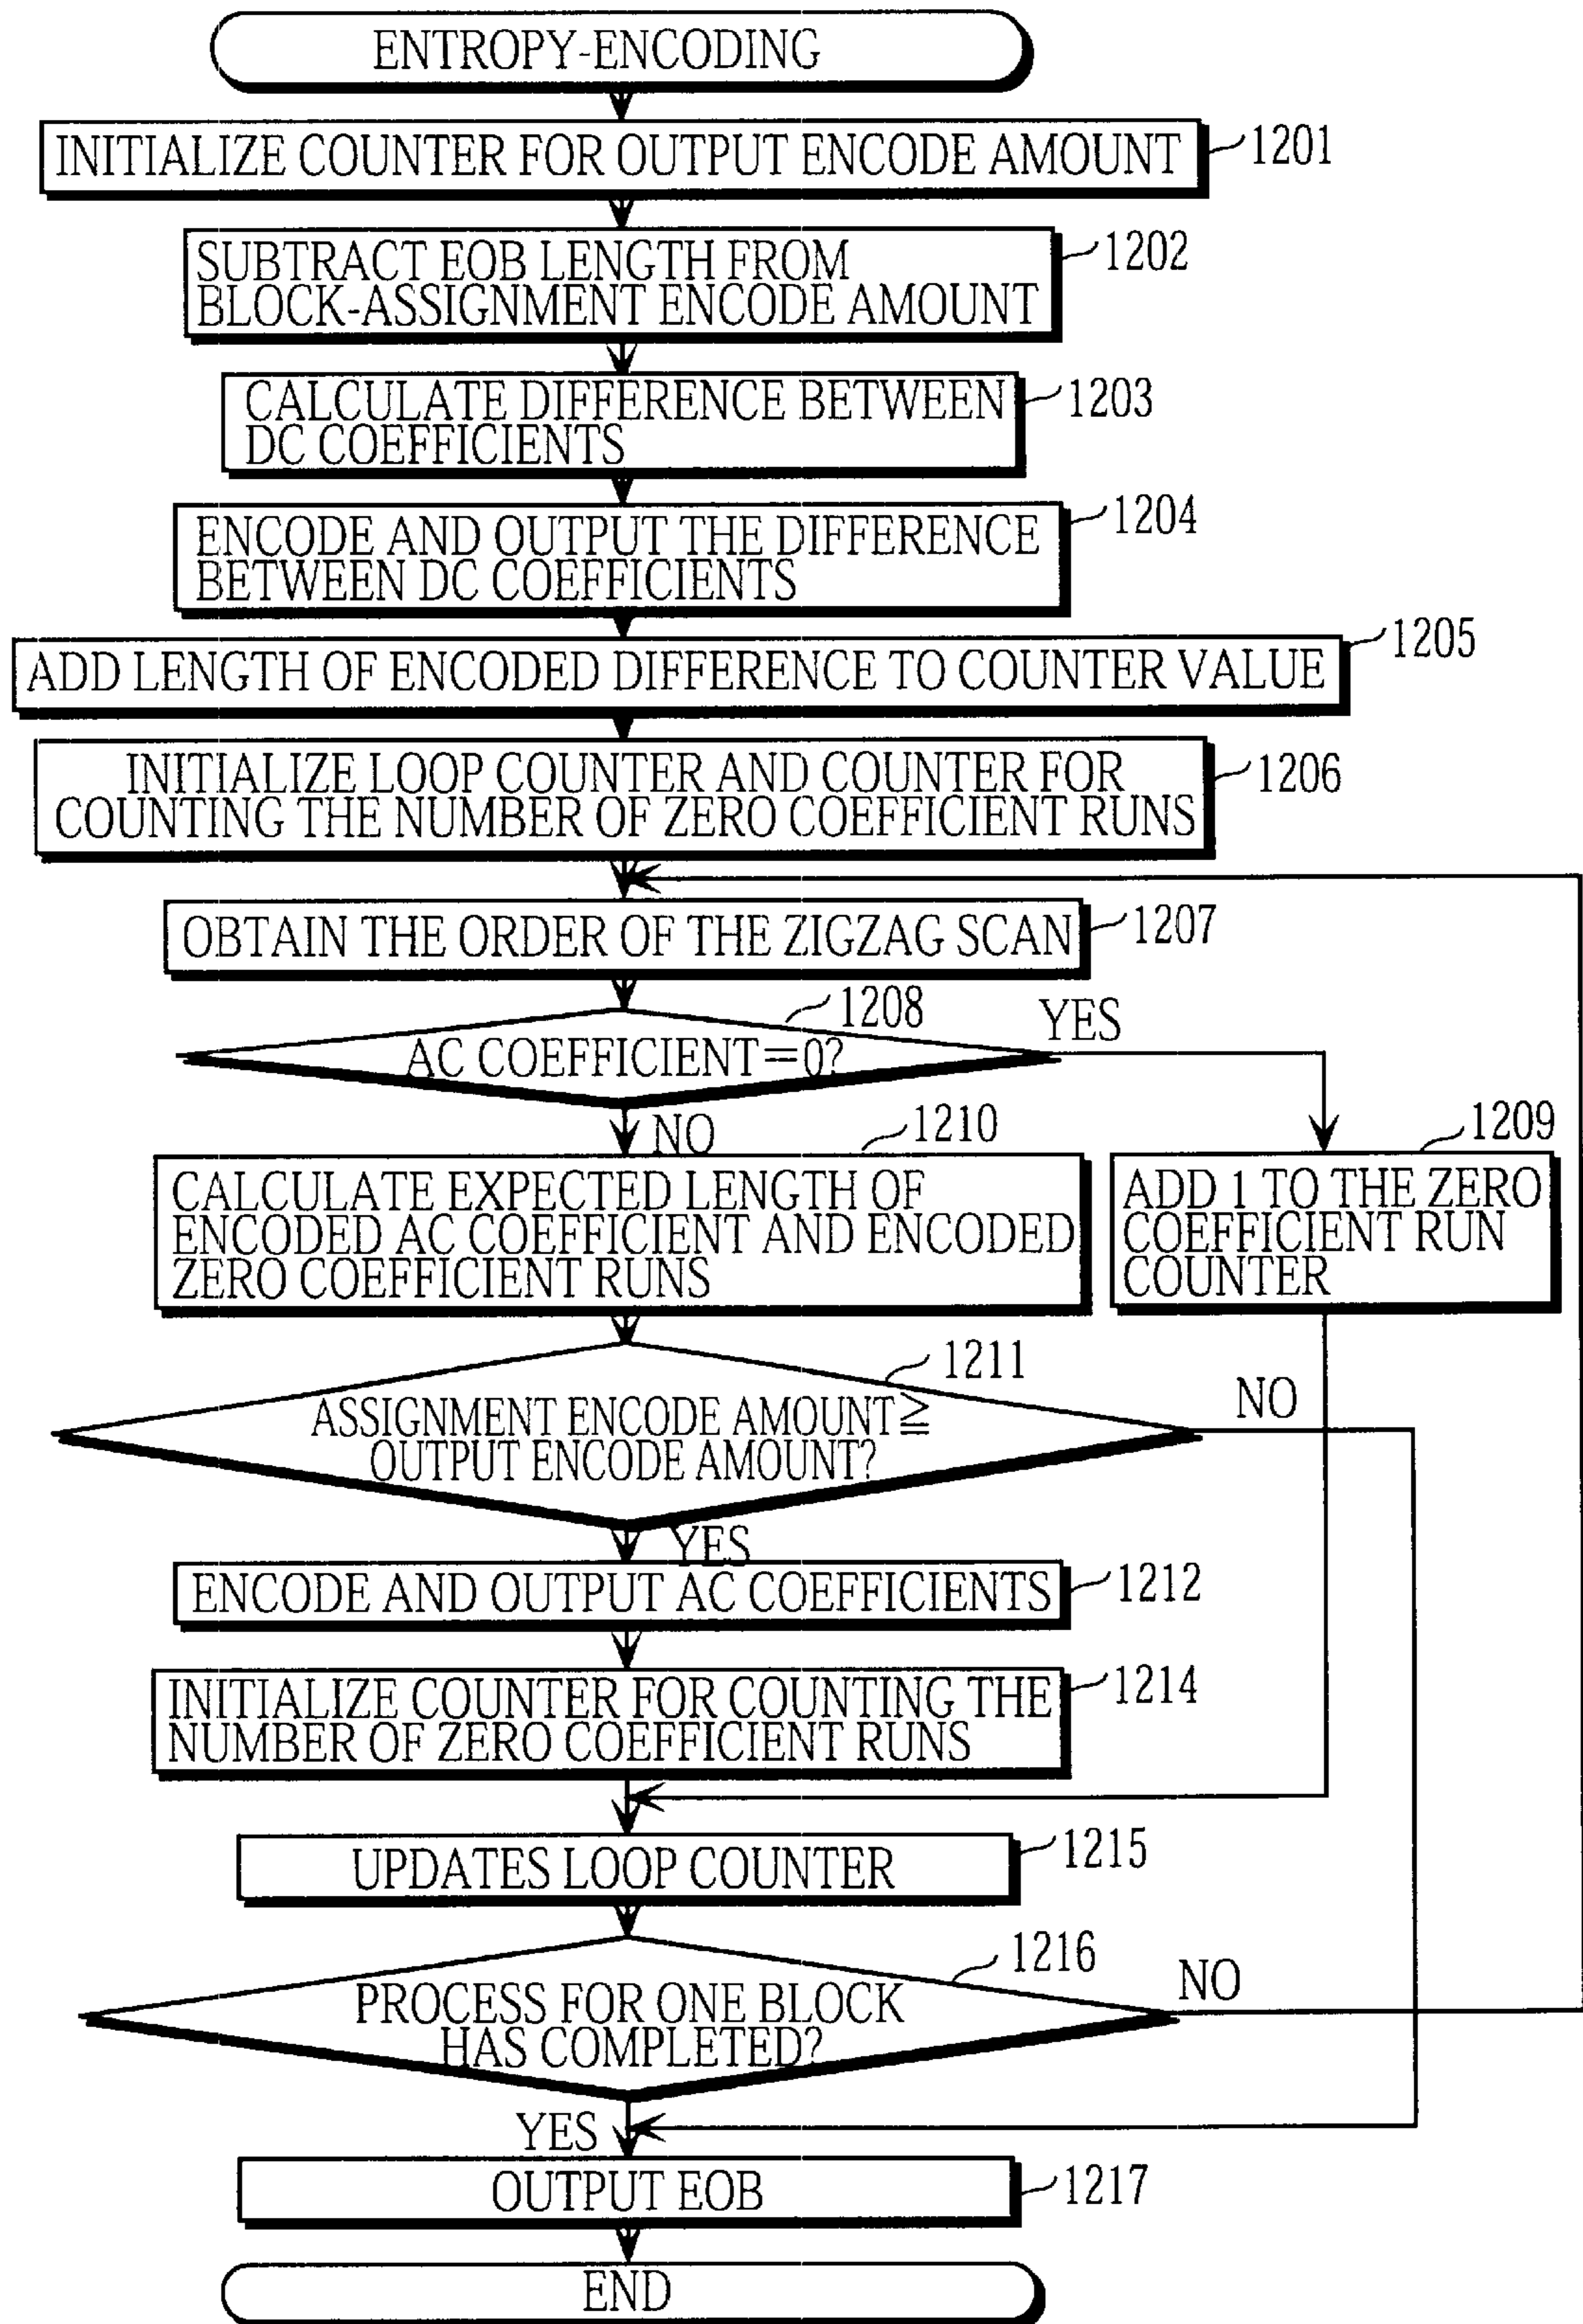 ENTROPY-ENCODING
INITIALIZE COUNTER FOR OUTPUT ENCODE AMOUNT
1201
SUBTRACT EOB LENGTH FROM
BLOCK-ASSIGNMENT ENCODE AMOUNT
1202
CALCULATE DIFFERENCE BETWEEN
DC COEFFICIENTS
1203
ENCODE AND OUTPUT THE DIFFERENCE
BETWEEN DC COEFFICIENTS
1204
ADD LENGTH OF ENCODED DIFFERENCE TO COUNTER VALUE
1205
INITIALIZE LOOP COUNTER AND COUNTER FOR
COUNTING THE NUMBER OF ZERO COEFFICIENT RUNS
1206
OBTAIN THE ORDER OF THE ZIGZAG SCAN
1207
1208
AC COEFFICIENT=0?
YES
NO
1210
CALCULATE EXPECTED LENGTH OF
ENCODED AC COEFFICIENT AND ENCODED
ZERO COEFFICIENT RUNS
1209
ADD 1 TO THE ZERO
COEFFICIENT RUN
COUNTER
1211
ASSIGNMENT ENCODE AMOUNT≧
OUTPUT ENCODE AMOUNT?
NO
YES
ENCODE AND OUTPUT AC COEFFICIENTS
1212
INITIALIZE COUNTER FOR COUNTING THE
NUMBER OF ZERO COEFFICIENT RUNS
1214
UPDATES LOOP COUNTER
1215
1216
PROCESS FOR ONE BLOCK
HAS COMPLETED?
NO
YES
OUTPUT EOB
1217
END